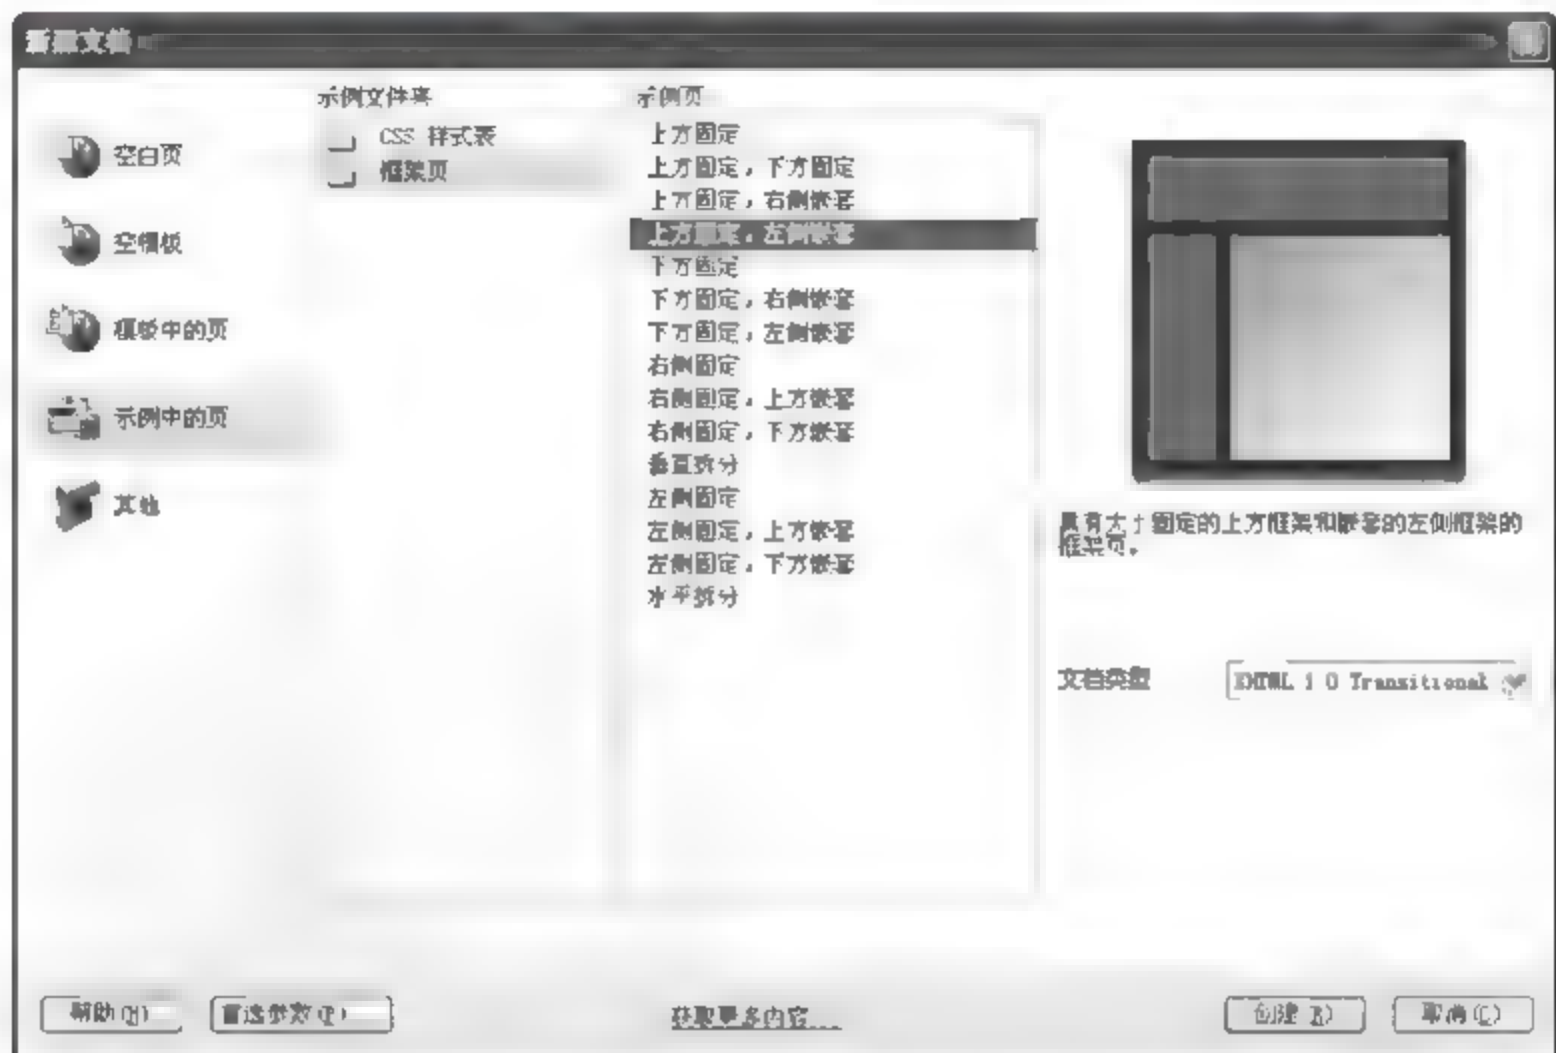 新建文档
示例文件夹
示例页
空白页
空模板
模板中的页
示例中的页
其他
CSS 样式表
框架页
上方固定
上方固定，下方固定
上方固定，右侧嵌套
上方固定，左侧嵌套
下方固定
下方固定，右侧嵌套
下方固定，左侧嵌套
右侧固定
右侧固定，上方嵌套
右侧固定，下方嵌套
垂直拆分
左侧固定
左侧固定，上方嵌套
左侧固定，下方嵌套
水平拆分
具有大小固定的上方框架和嵌套的左侧框架的
框架页。
文档类型
XHTML 1 0 Transitional
帮助(H)
首选参数(P)
获取更多内容...
创建(R)
取消(C)